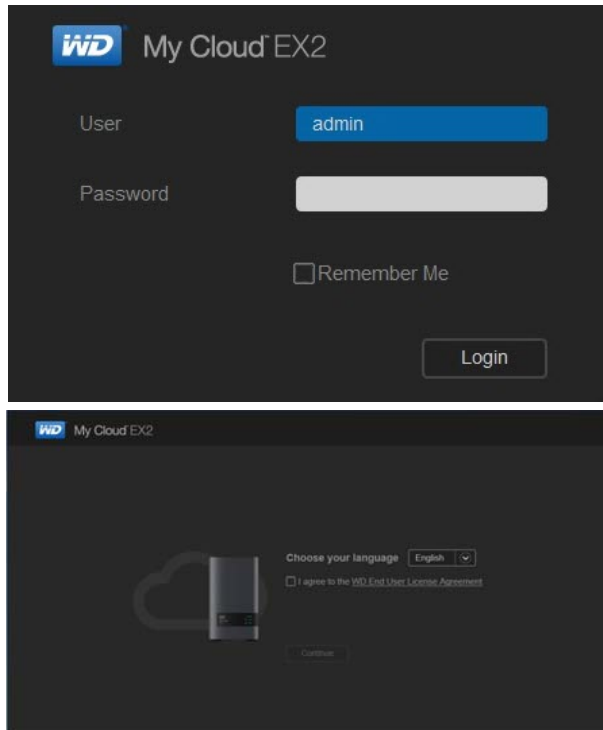 WD My Cloud EX2
User admin
Password
Remember Me
Login
WD My Cloud EX2
Choose your language English
I agree to the WD End User License Agreement
Continue